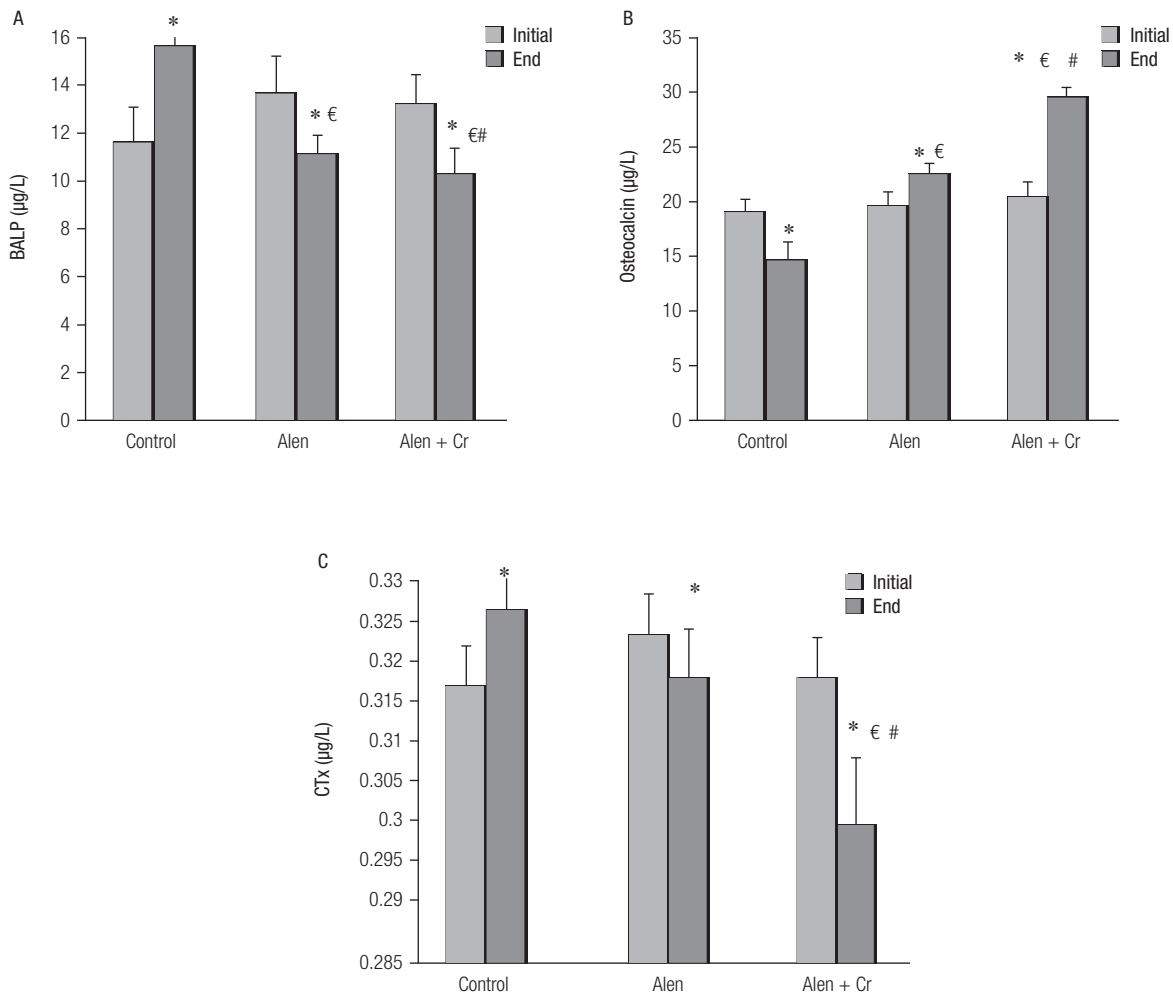 A
BALP (µg/L)
16
14
12
10
8
6
4
2
0
*
* €
* €#
Initial
End
Control Alen Alen + Cr
B
Osteocalcin (µg/L)
35
30
25
20
15
10
5
0
*
* €
* € #
Initial
End
Control Alen Alen + Cr
C
CTx (µg/L)
0.33
0.325
0.32
0.315
0.31
0.305
0.3
0.295
0.29
0.285
*
*
* € #
Initial
End
Control Alen Alen + Cr